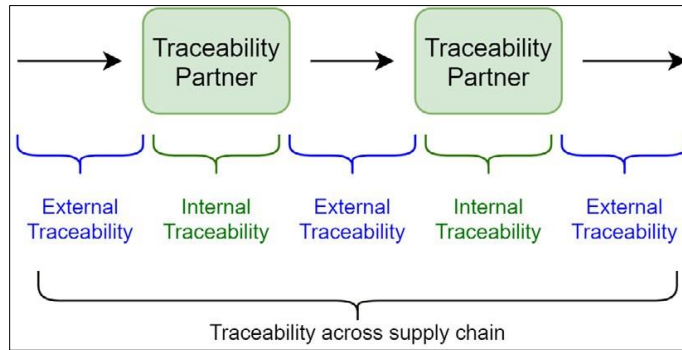 Traceability
Partner
Traceability
Partner
External
Traceability
Internal
Traceability
External
Traceability
Internal
Traceability
External
Traceability
Traceability across supply chain